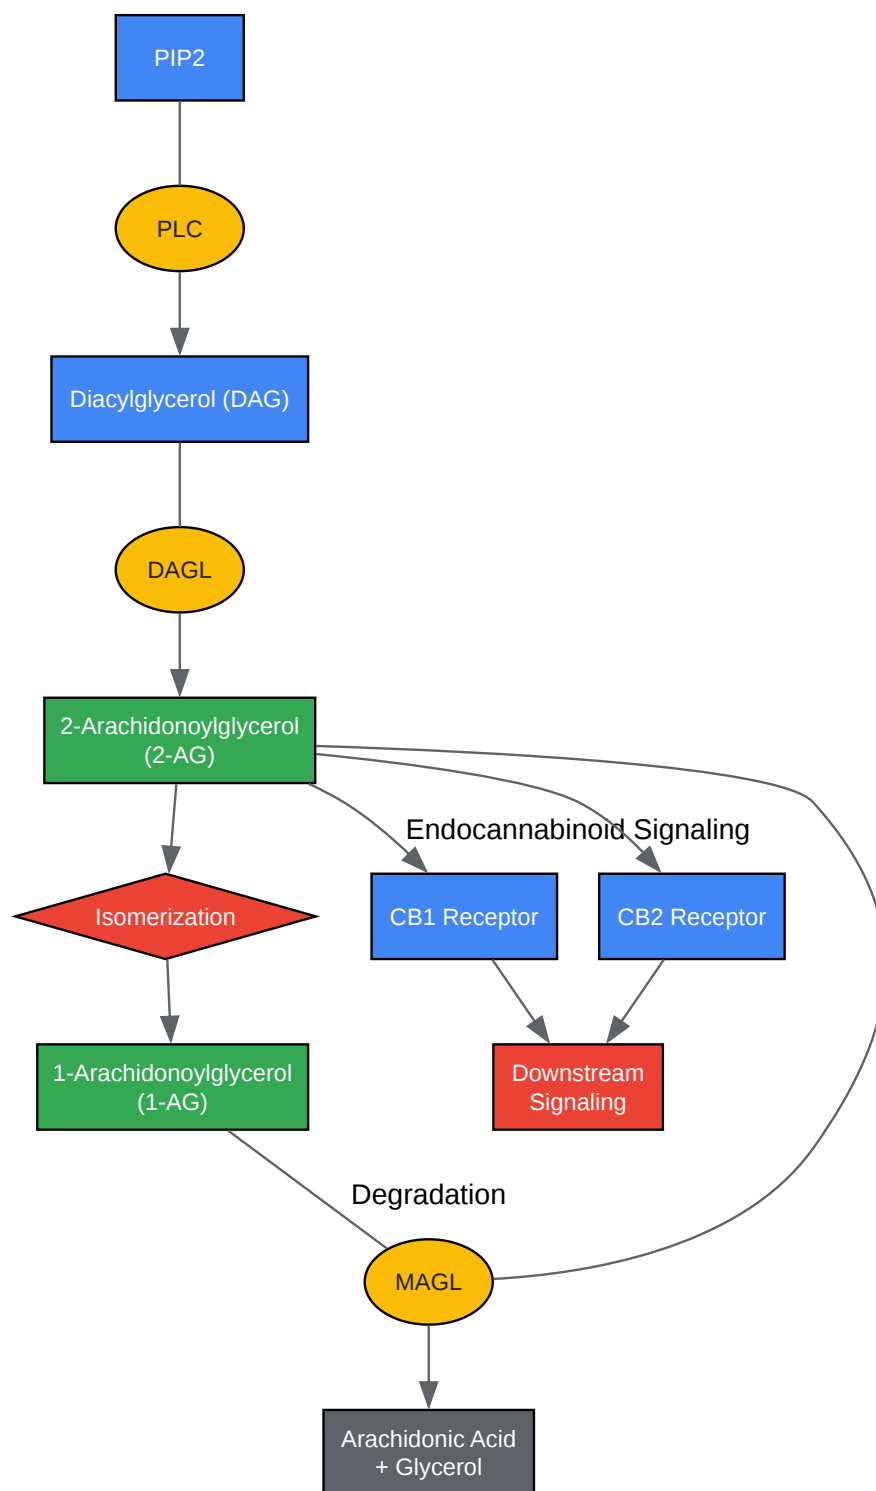 PIP2
PLC
Diacylglycerol (DAG)
DAGL
2-Arachidonoylglycerol
(2-AG)
Endocannabinoid Signaling
Isomerization
CB1 Receptor
CB2 Receptor
1-Arachidonoylglycerol
(1-AG)
Downstream
Signaling
Degradation
MAGL
Arachidonic Acid
+ Glycerol